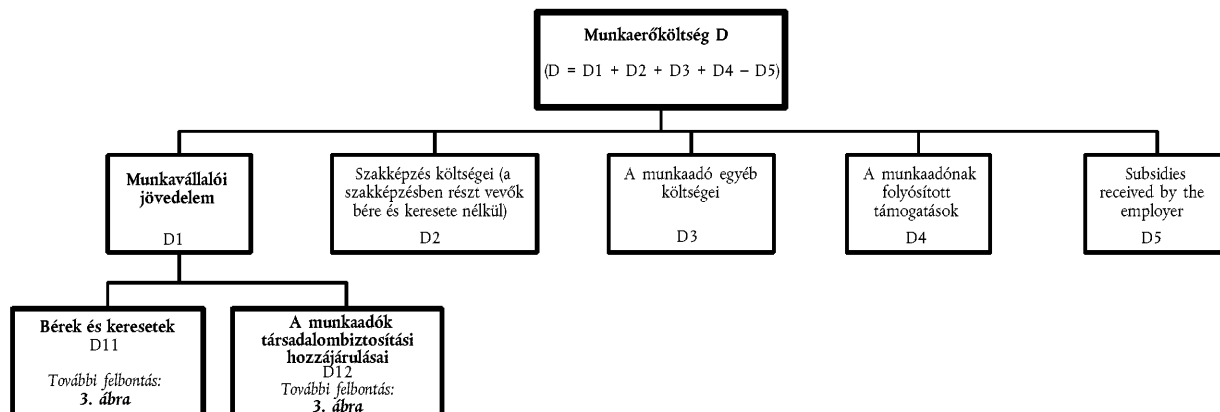 Munkaerőköltség D
(D = D1 + D2 + D3 + D4 – D5)
Munkavállalói
jövedelem
D1
Szakképzés költségei (a
szakképzésben részt vevők
bére és keresete nélkül)
D2
A munkaadó egyéb
költségei
D3
A munkaadónak
folyósított
támogatások
D4
Subsidies
received by the
employer
D5
Bérek és keresetek
D11
További felbontás:
3. ábra
A munkaadók
társadalombiztosítási
hozzájárulásai
D12
További felbontás:
3. ábra